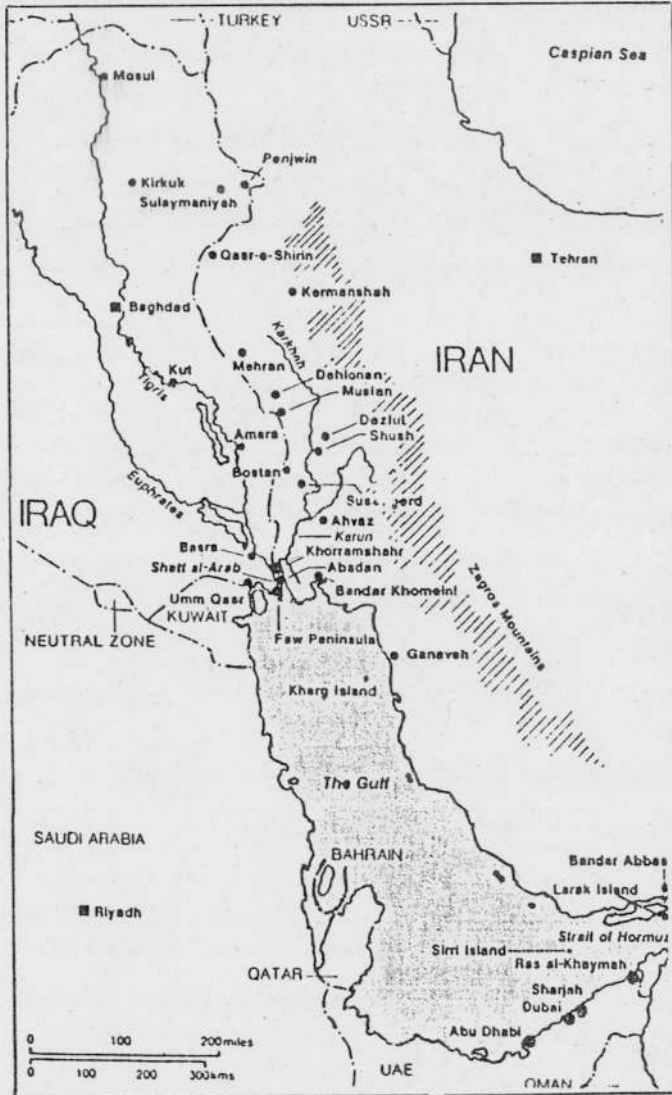 TURKEY
USSR
Caspian Sea
Mosul
Penjwin
Kirkuk
Sulaymaniyah
Qasr-e-Shirin
Tehran
Kermanshah
Baghdad
Karkheh
IRAN
Mehran
Kut
Tigris
Dehloran
Muslan
Dezful
Shush
Amara
Bostan
Euphrates
IRAQ
Ahvaz
Karun
Basra
Khorramshahr
Shatt al-Arab
Abadan
Umm Qasr
Bandar Khomeini
KUWAIT
NEUTRAL ZONE
Faw Peninsula
Zagros Mountains
Ganaveh
Kharg Island
The Gulf
SAUDI ARABIA
BAHRAIN
Bandar Abbas
Larak Island
Riyadh
Strait of Hormuz
Sirri Island
Ras al-Khaymah
QATAR
Sharjah
Dubai
Abu Dhabi
UAE
OMAN
0 100 200 miles
0 100 200 300 kms